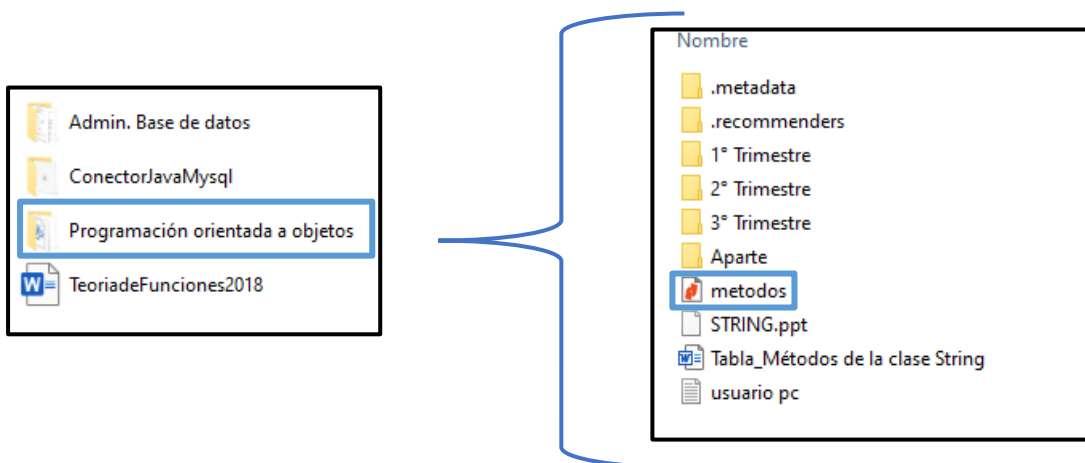 Admin. Base de datos
ConectorJavaMysql
Programación orientada a objetos
TeoriadeFunciones2018
Nombre
.metadata
.recommenders
1° Trimestre
2° Trimestre
3° Trimestre
Aparte
metodos
STRING.ppt
Tabla_Métodos de la clase String
usuario pc